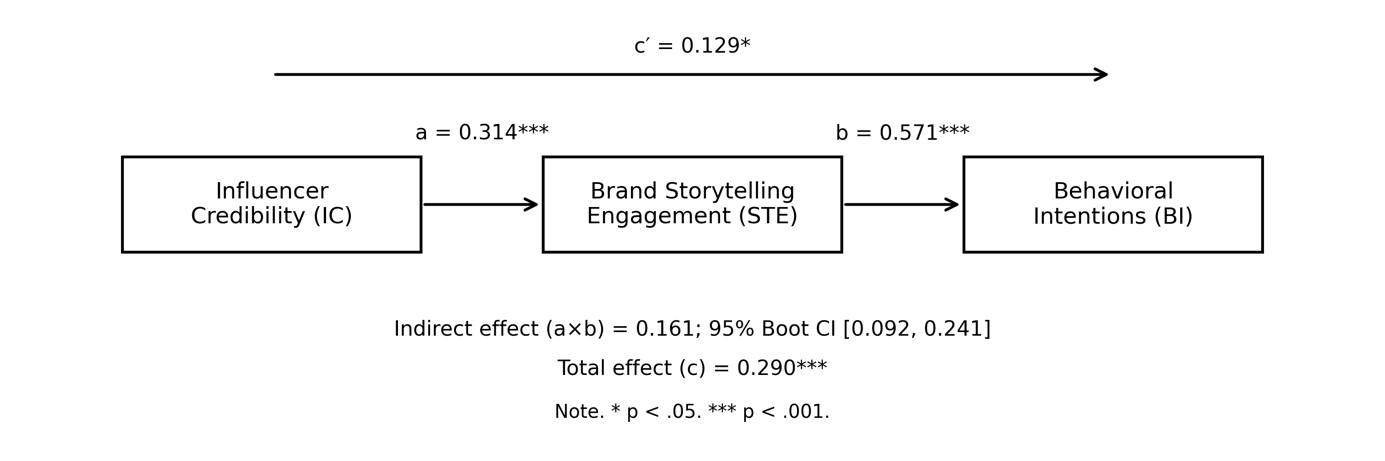 c′ = 0.129*
a = 0.314***
b = 0.571***
Influencer
Credibility (IC)
Brand Storytelling
Engagement (STE)
Behavioral
Intentions (BI)
Indirect effect (a×b) = 0.161; 95% Boot CI [0.092, 0.241]
Total effect (c) = 0.290***
Note. * p < .05. *** p < .001.